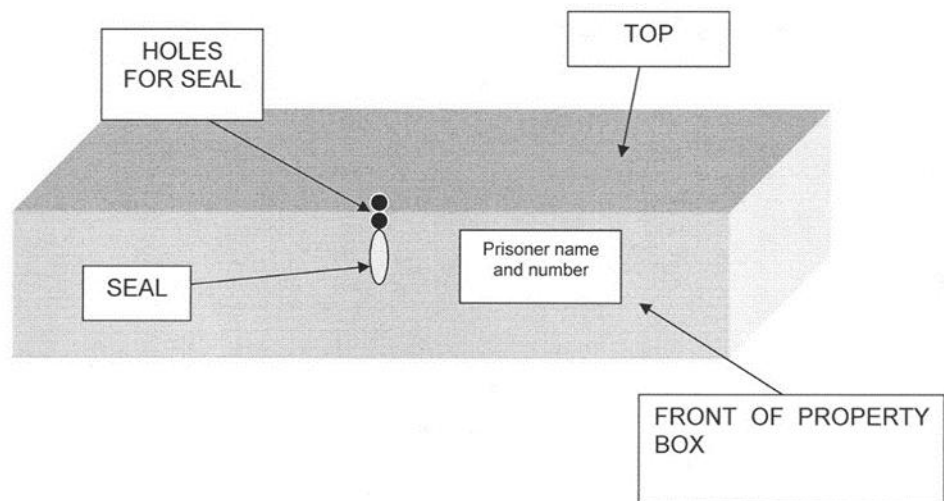 HOLES
FOR SEAL
TOP
Prisoner name
and number
SEAL
FRONT OF PROPERTY
BOX